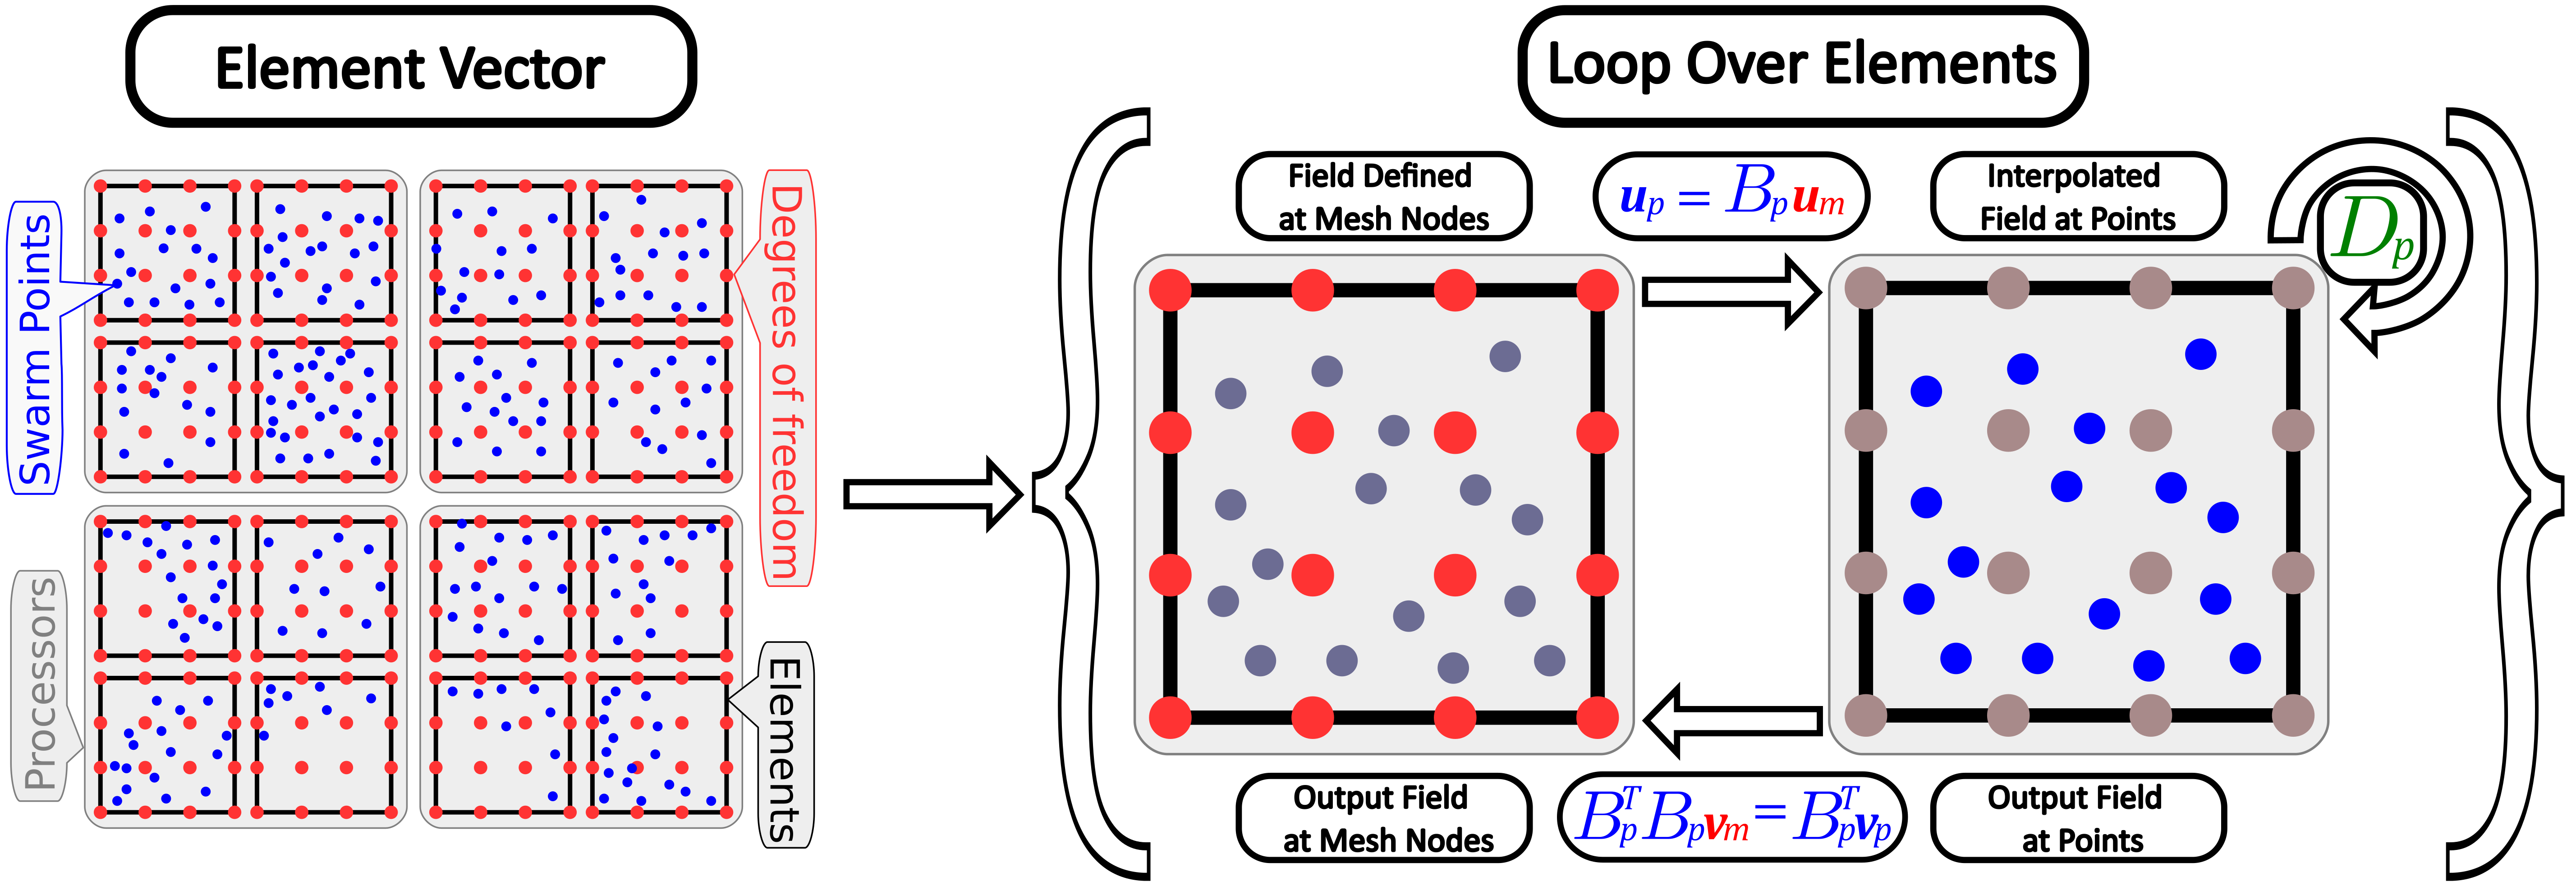 Element Vector
Swarm Points
Degrees of freedom
Processors
Elements
Loop Over Elements
Field Defined
at Mesh Nodes
u_p = B_p u_m
Interpolated
Field at Points
D_p
Output Field
at Mesh Nodes
B_p^T B_p v_m = B_p^T v_p
Output Field
at Points